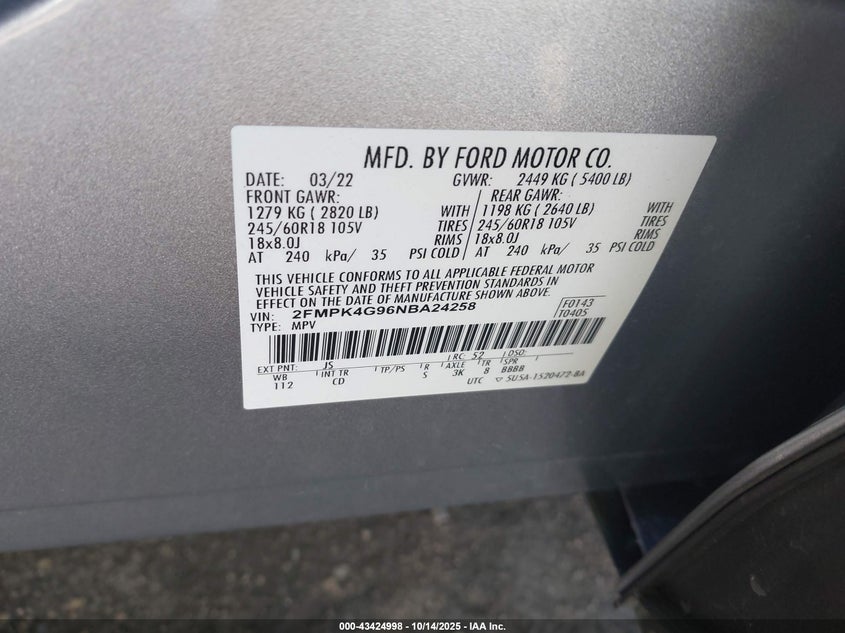 MFD. BY FORD MOTOR CO.
DATE: 03/22 GVWR: 2449 KG ( 5400 LB)
FRONT GAWR: REAR GAWR:
1279 KG ( 2820 LB) WITH 1198 KG ( 2640 LB) WITH
245/60R18 105V TIRES 245/60R18 105V TIRES
18x8.0J RIMS 18x8.0J RIMS
AT 240 kPa/ 35 PSI COLD AT 240 kPa/ 35 PSI COLD
THIS VEHICLE CONFORMS TO ALL APPLICABLE FEDERAL MOTOR
VEHICLE SAFETY AND THEFT PREVENTION STANDARDS IN
EFFECT ON THE DATE OF MANUFACTURE SHOWN ABOVE.
VIN: 2FMPK4G96NBA24258 F0143
TYPE: MPV T0405
EXT PNT: JS RC: 52 DSO:
WB INT TR TP/PS R AXLE TR SPR
112 CD S 3K 8 BBBB
UTC ▽ 5U5A-1520472-BA
000-43424998 - 10/14/2025 - IAA Inc.